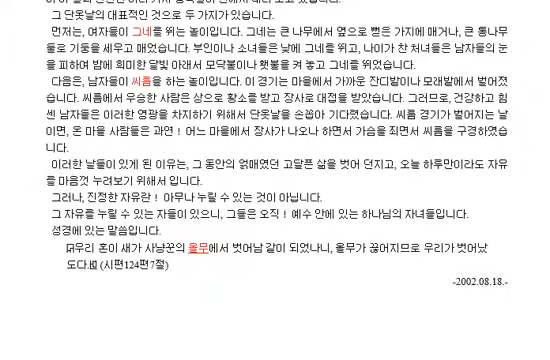 그 단옷날의 대표적인 것으로 두 가지가 있습니다.
먼저는, 여자들이 그네를 뛰는 놀이입니다. 그네는 큰 나무에서 옆으로 뻗은 가지에 매거나, 큰 통나무
둘로 기둥을 세우고 매었습니다. 부인이나 소녀들은 낮에 그네를 뛰고, 나이가 찬 처녀들은 남자들의 눈
을 피하여 밤에 희미한 달빛 아래서 모닥불이나 횃불을 켜 놓고 그네를 뛰었습니다.
다음은, 남자들이 씨름을 하는 놀이입니다. 이 경기는 마을에서 가까운 잔디밭이나 모래밭에서 벌어졌
습니다. 씨름에서 우승한 사람은 상으로 황소를 받고 장사로 대접을 받았습니다. 그러므로, 건강하고 힘
센 남자들은 이러한 영광을 차지하기 위해서 단옷날을 손꼽아 기다렸습니다. 씨름 경기가 벌어지는 날
이면, 온 마을 사람들은 과연 ! 어느 마을에서 장사가 나오나 하면서 가슴을 죄면서 씨름을 구경하였습
니다.
이러한 날들이 있게 된 이유는, 그 동안의 얽매였던 고달픈 삶을 벗어 던지고, 오늘 하루만이라도 자유
를 마음껏 누려보기 위해서 입니다.
그러나, 진정한 자유란 ! 아무나 누릴 수 있는 것이 아닙니다.
그 자유를 누릴 수 있는 자들이 있으니, 그들은 오직 ! 예수 안에 있는 하나님의 자녀들입니다.
성경에 있는 말씀입니다.
우리 혼이 새가 사냥꾼의 올무에서 벗어남 같이 되었나니, 올무가 끊어지므로 우리가 벗어났
도다. (시편124편7절)
-2002.08.18.-